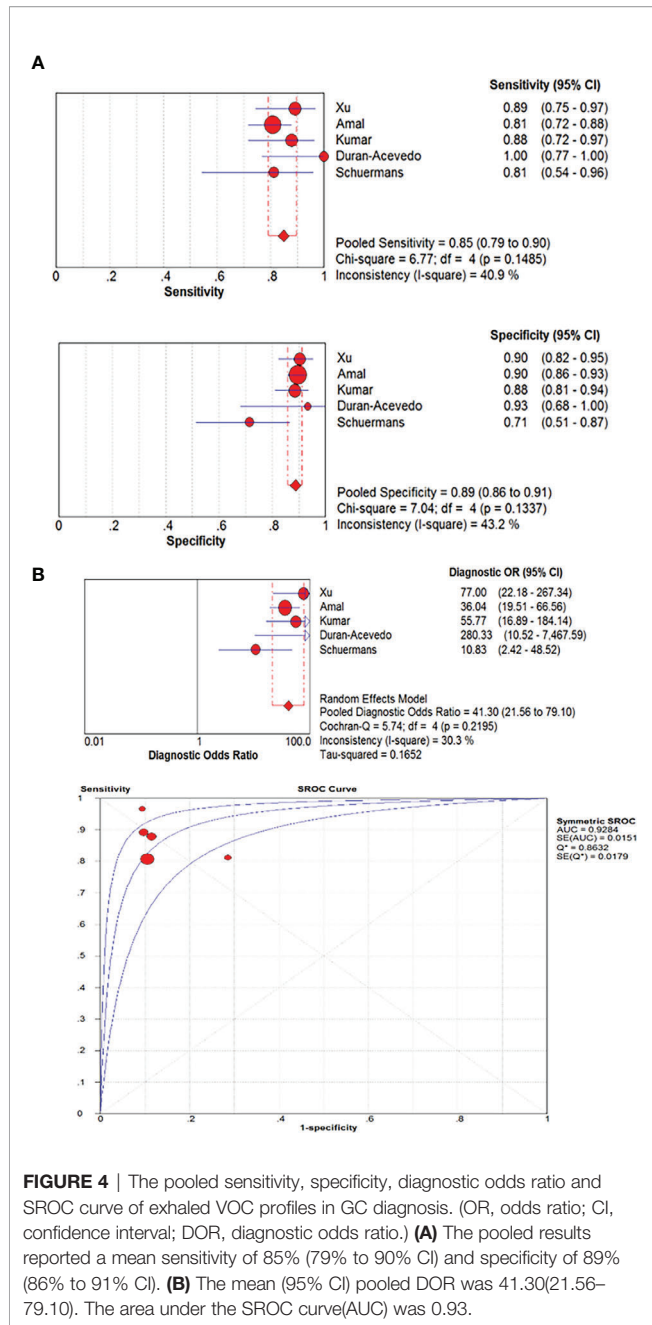 A
Sensitivity (95% CI)
Xu 0.89 (0.75 - 0.97)
Amal 0.81 (0.72 - 0.88)
Kumar 0.88 (0.72 - 0.97)
Duran-Acevedo 1.00 (0.77 - 1.00)
Schuermans 0.81 (0.54 - 0.96)
Pooled Sensitivity = 0.85 (0.79 to 0.90)
Chi-square = 6.77; df = 4 (p = 0.1485)
Inconsistency (I-square) = 40.9 %
0 .2 .4 .6 .8 1
Sensitivity
Specificity (95% CI)
Xu 0.90 (0.82 - 0.95)
Amal 0.90 (0.86 - 0.93)
Kumar 0.88 (0.81 - 0.94)
Duran-Acevedo 0.93 (0.68 - 1.00)
Schuermans 0.71 (0.51 - 0.87)
Pooled Specificity = 0.89 (0.86 to 0.91)
Chi-square = 7.04; df = 4 (p = 0.1337)
Inconsistency (I-square) = 43.2 %
0 .2 .4 .6 .8 1
Specificity
B
Diagnostic OR (95% CI)
Xu 77.00 (22.18 - 267.34)
Amal 36.04 (19.51 - 66.56)
Kumar 55.77 (16.89 - 184.14)
Duran-Acevedo 280.33 (10.52 - 7,467.59)
Schuermans 10.83 (2.42 - 48.52)
Random Effects Model
Pooled Diagnostic Odds Ratio = 41.30 (21.56 to 79.10)
Cochran-Q = 5.74; df = 4 (p = 0.2195)
Inconsistency (I-square) = 30.3 %
Tau-squared = 0.1652
0.01 1 100.0
Diagnostic Odds Ratio
Sensitivity SROC Curve
1
.9
.8
.7
.6
.5
.4
.3
.2
.1
0
0 .2 .4 .6 .8 1
1-specificity
Symmetric SROC
AUC = 0.9284
SE(AUC) = 0.0151
Q* = 0.8632
SE(Q*) = 0.0179
FIGURE 4 | The pooled sensitivity, specificity, diagnostic odds ratio and
SROC curve of exhaled VOC profiles in GC diagnosis. (OR, odds ratio; CI,
confidence interval; DOR, diagnostic odds ratio.) (A) The pooled results
reported a mean sensitivity of 85% (79% to 90% CI) and specificity of 89%
(86% to 91% CI). (B) The mean (95% CI) pooled DOR was 41.30(21.56–
79.10). The area under the SROC curve(AUC) was 0.93.